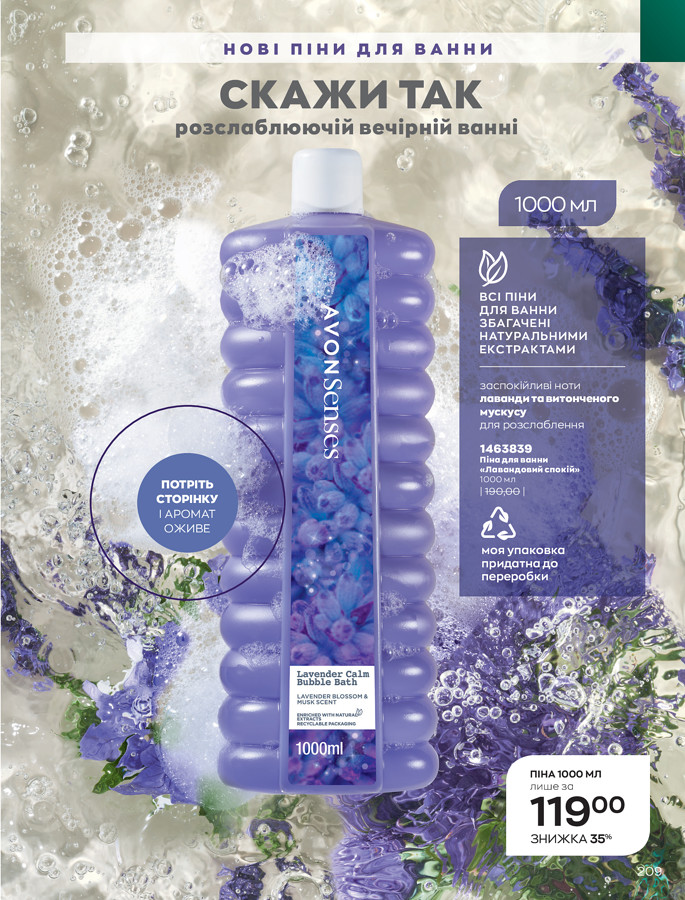 НОВІ ПІНИ ДЛЯ ВАННИ
СКАЖИ ТАК
розслаблюючій вечірній ванні
1000 мл
ВСІ ПІНИ
ДЛЯ ВАННИ
ЗБАГАЧЕНІ
НАТУРАЛЬНИМИ
ЕКСТРАКТАМИ
заспокійливі ноти
лаванди та витонченого
мускусу
для розслаблення
1463839
Піна для ванни
«Лавандовий спокій»
1000 мл
| 190,00 |
моя упаковка
придатна до
переробки
AVON Senses
ПОТРІТЬ
СТОРІНКУ
І АРОМАТ
ОЖИВЕ
Lavender Calm
Bubble Bath
LAVENDER BLOSSOM &
MUSK SCENT
ENRICHED WITH NATURAL
EXTRACTS
RECYCLABLE PACKAGING
1000ml
ПІНА 1000 МЛ
лише за
11900
ЗНИЖКА 35%
209